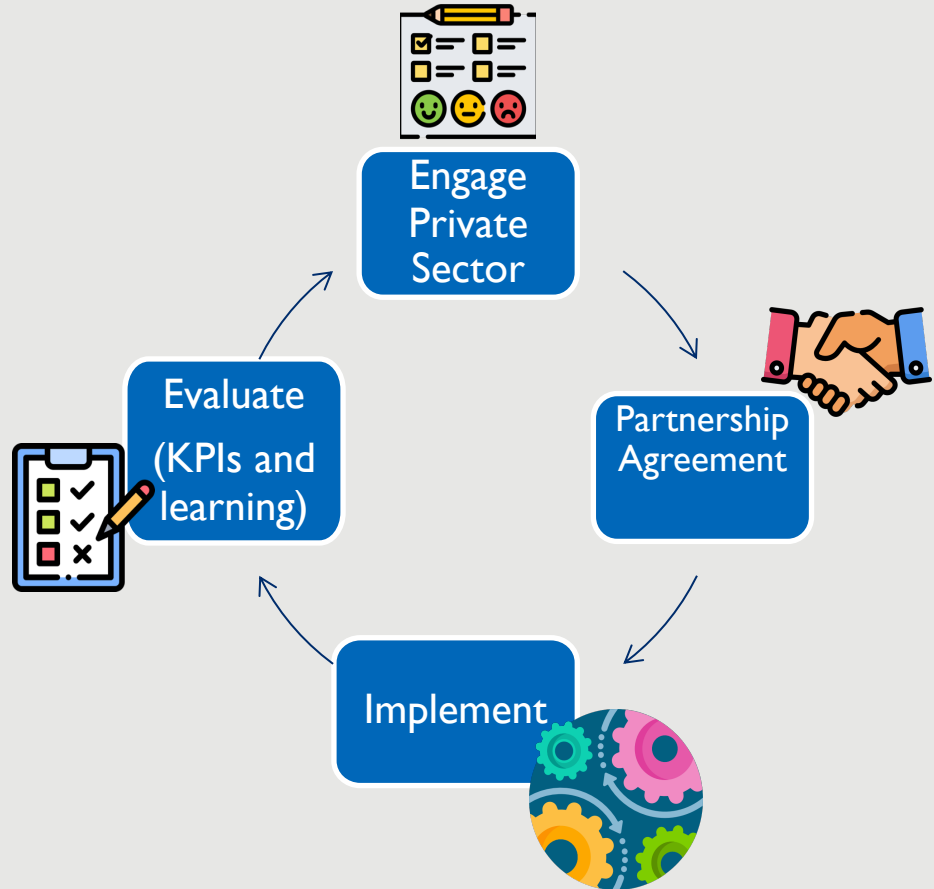 Engage
Private
Sector
Partnership
Agreement
Implement
Evaluate
(KPIs and
learning)